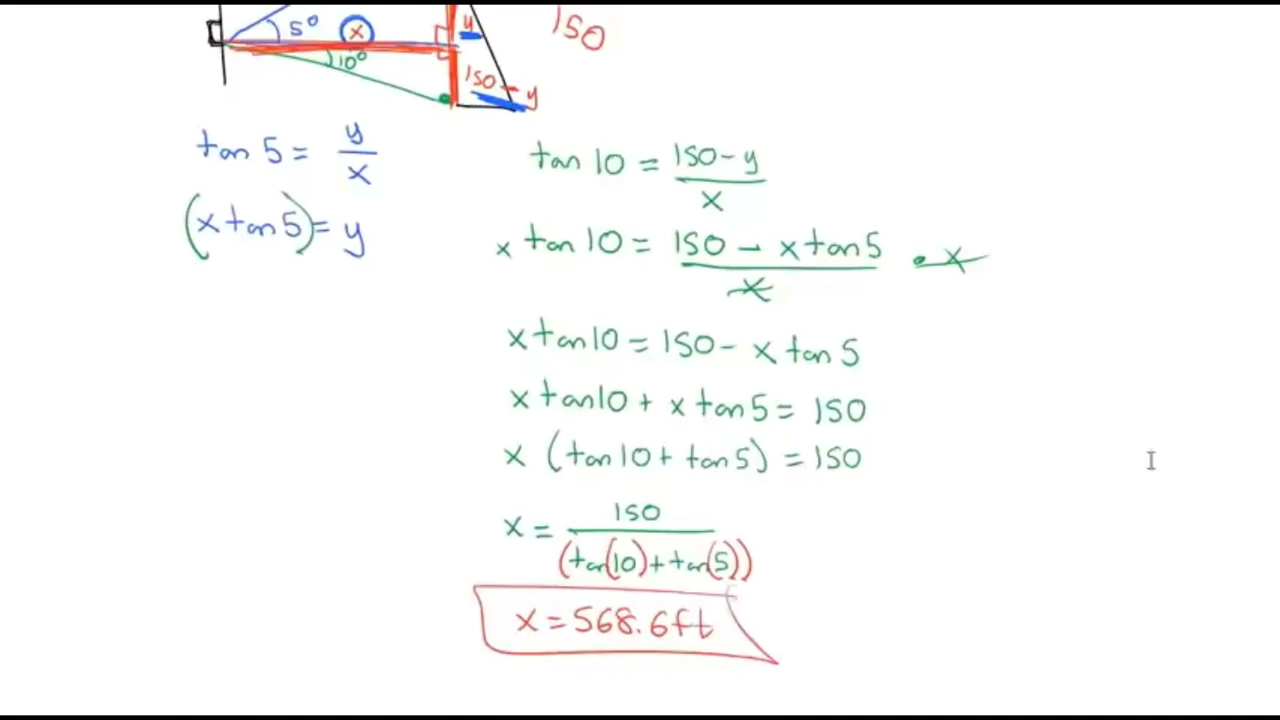 5° x y 150
10° 150 - y
tan 5 = y/x
(x tan 5) = y
tan 10 = 150-y/x
x tan 10 = 150 - x tan 5/x • x
x tan 10 = 150 - x tan 5
x tan 10 + x tan 5 = 150
x (tan 10 + tan 5) = 150
x = 150/(tan(10)+tan(5))
x = 568.6ft